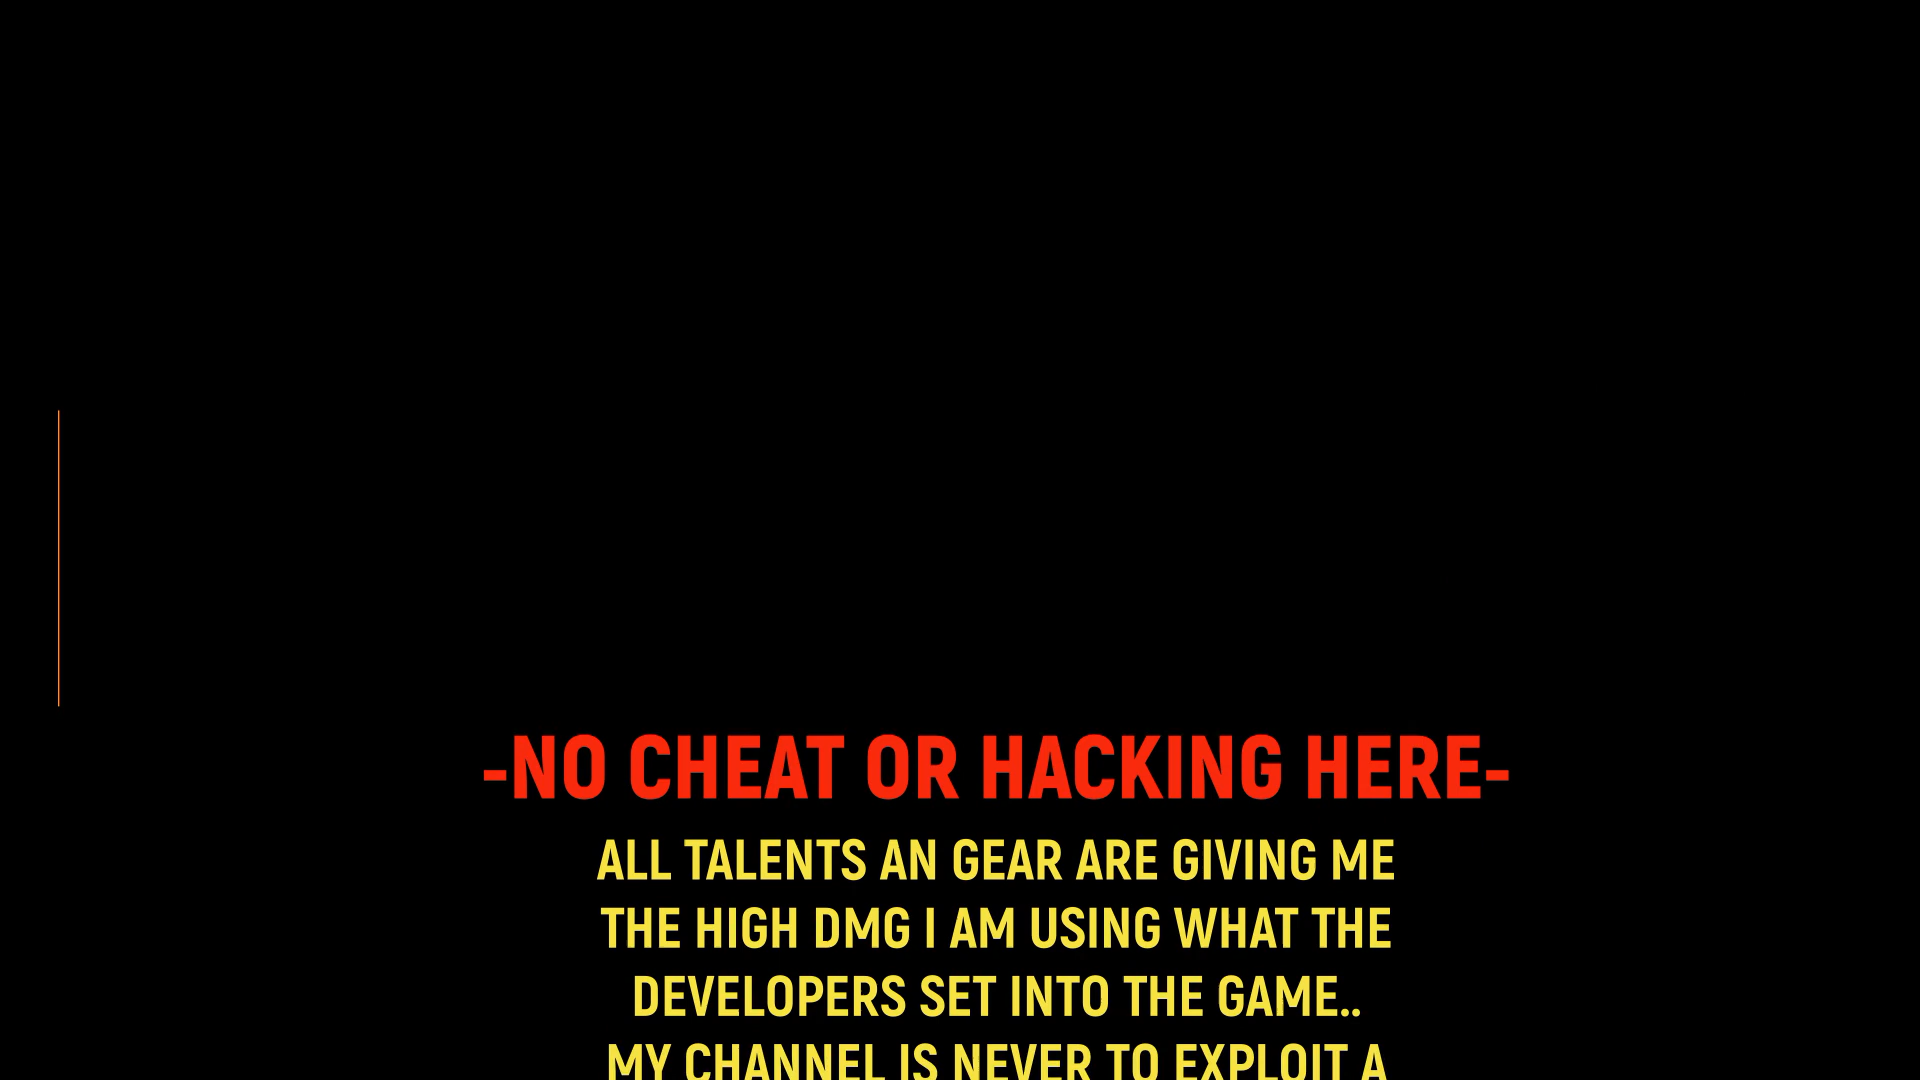 -NO CHEAT OR HACKING HERE-
ALL TALENTS AN GEAR ARE GIVING ME
THE HIGH DMG I AM USING WHAT THE
DEVELOPERS SET INTO THE GAME..
MY CHANNEL IS NEVER TO EXPLOIT A